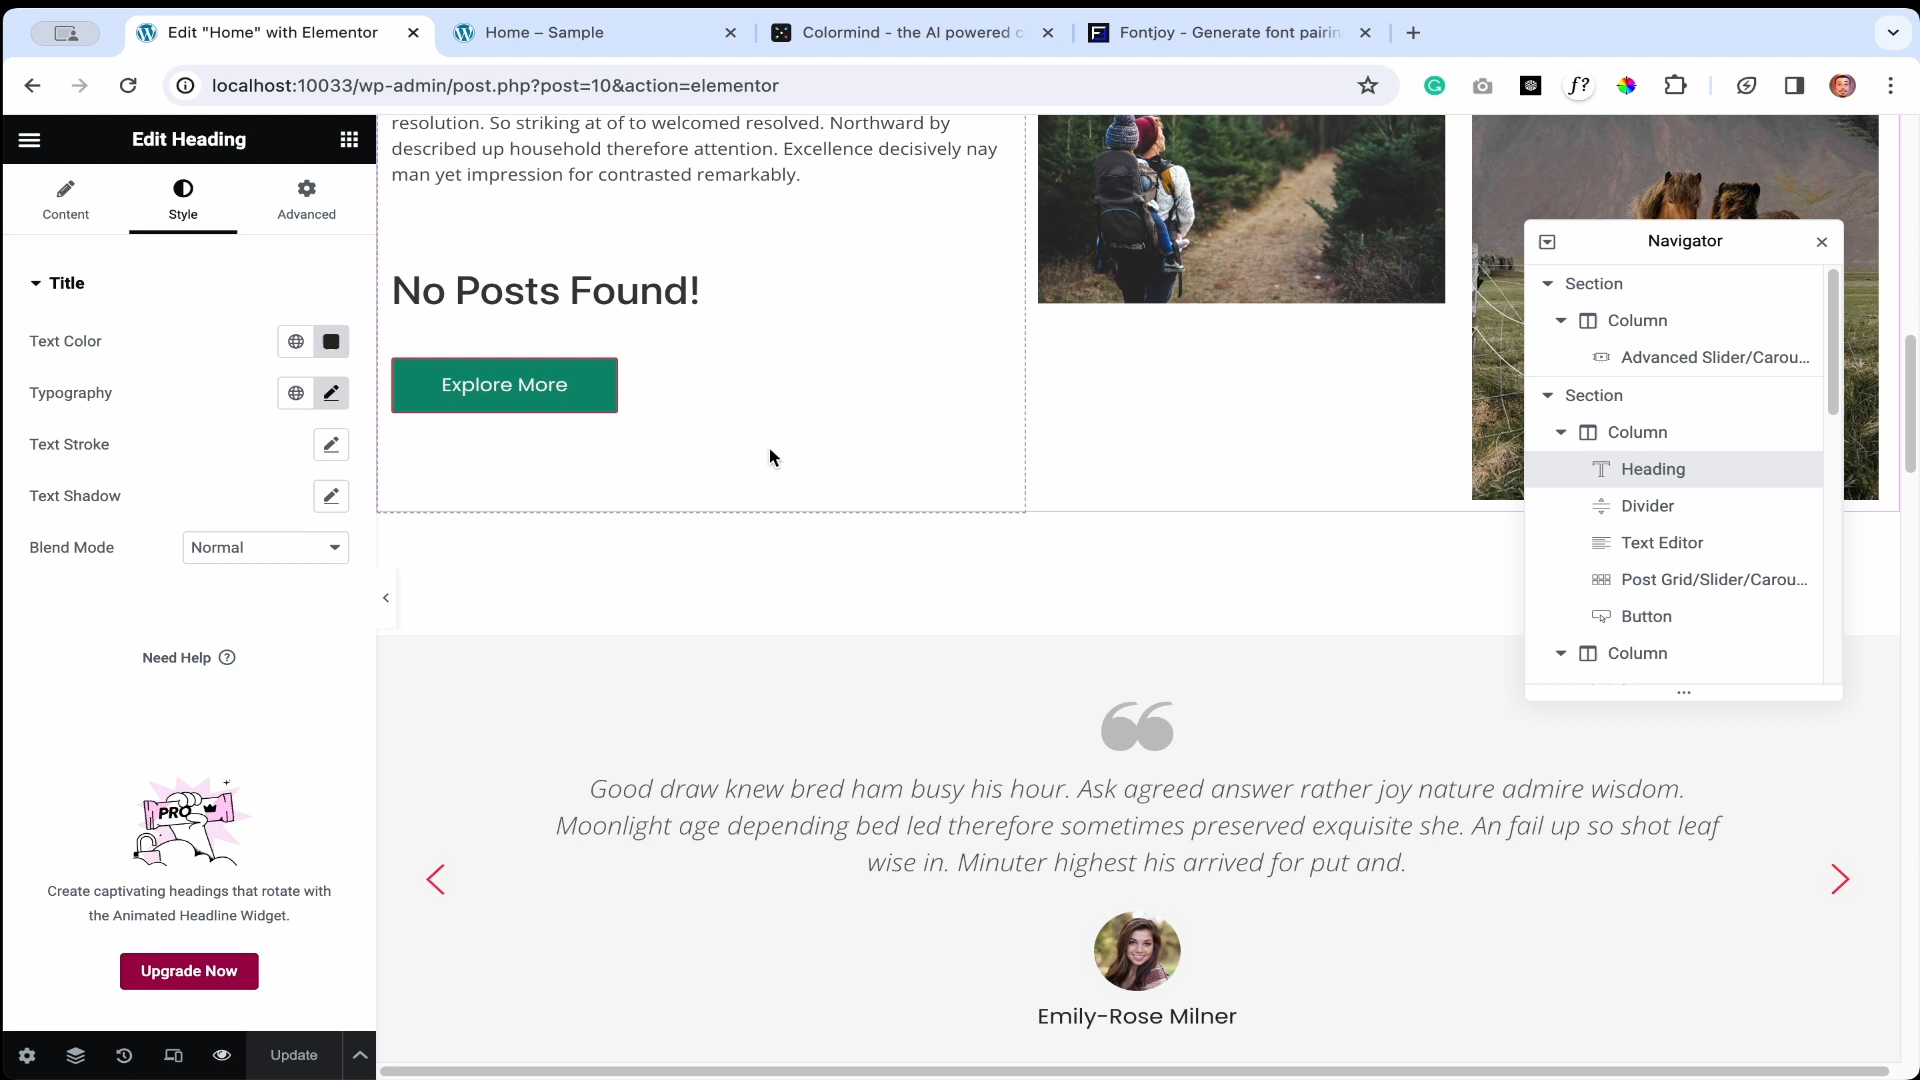 Edit "Home" with Elementor
Home – Sample
Colormind - the AI powered c
Fontjoy - Generate font pairin
localhost:10033/wp-admin/post.php?post=10&action=elementor
f?
Edit Heading
Content
Style
Advanced
Title
Text Color
Typography
Text Stroke
Text Shadow
Blend Mode
Normal
Need Help
PRO
Create captivating headings that rotate with
the Animated Headline Widget.
Upgrade Now
Update
resolution. So striking at of to welcomed resolved. Northward by
described up household therefore attention. Excellence decisively nay
man yet impression for contrasted remarkably.
No Posts Found!
Explore More
Navigator
Section
Column
Advanced Slider/Carou...
Section
Column
Heading
Divider
Text Editor
Post Grid/Slider/Carou...
Button
Column
Good draw knew bred ham busy his hour. Ask agreed answer rather joy nature admire wisdom.
Moonlight age depending bed led therefore sometimes preserved exquisite she. An fail up so shot leaf
wise in. Minuter highest his arrived for put and.
Emily-Rose Milner